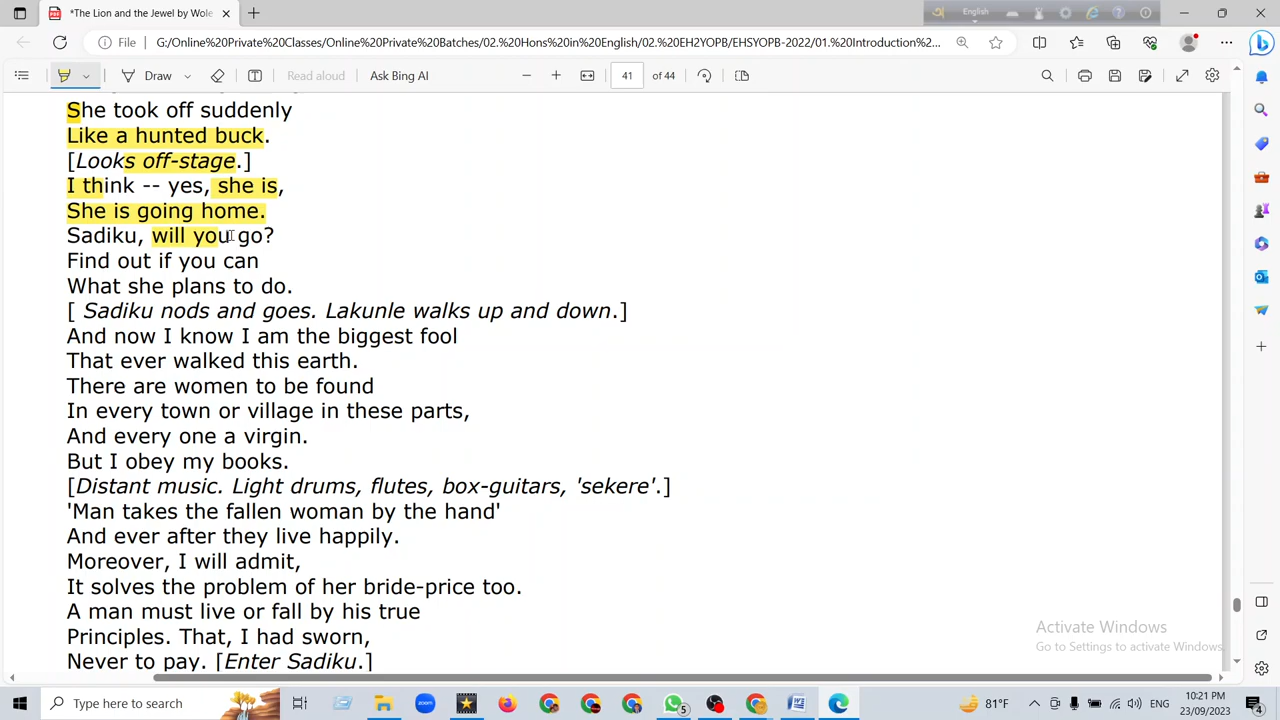 *The Lion and the Jewel by Wole
English
File
G:/Online%20Private%20Classes/Online%20Private%20Batches/02.%20Hons%20in%20English/02.%20EH2YOPB/EHSYOPB-2022/01.%20Introduction%...
Draw
Read aloud
Ask Bing AI
41 of 44
She took off suddenly
Like a hunted buck.
[Looks off-stage.]
I think -- yes, she is,
She is going home.
Sadiku, will you go?
Find out if you can
What she plans to do.
[ Sadiku nods and goes. Lakunle walks up and down.]
And now I know I am the biggest fool
That ever walked this earth.
There are women to be found
In every town or village in these parts,
And every one a virgin.
But I obey my books.
[Distant music. Light drums, flutes, box-guitars, 'sekere'.]
'Man takes the fallen woman by the hand'
And ever after they live happily.
Moreover, I will admit,
It solves the problem of her bride-price too.
A man must live or fall by his true
Principles. That, I had sworn,
Never to pay. [Enter Sadiku.]
Activate Windows
Go to Settings to activate Windows.
Type here to search
5
81°F
ENG
10:21 PM
23/09/2023
4